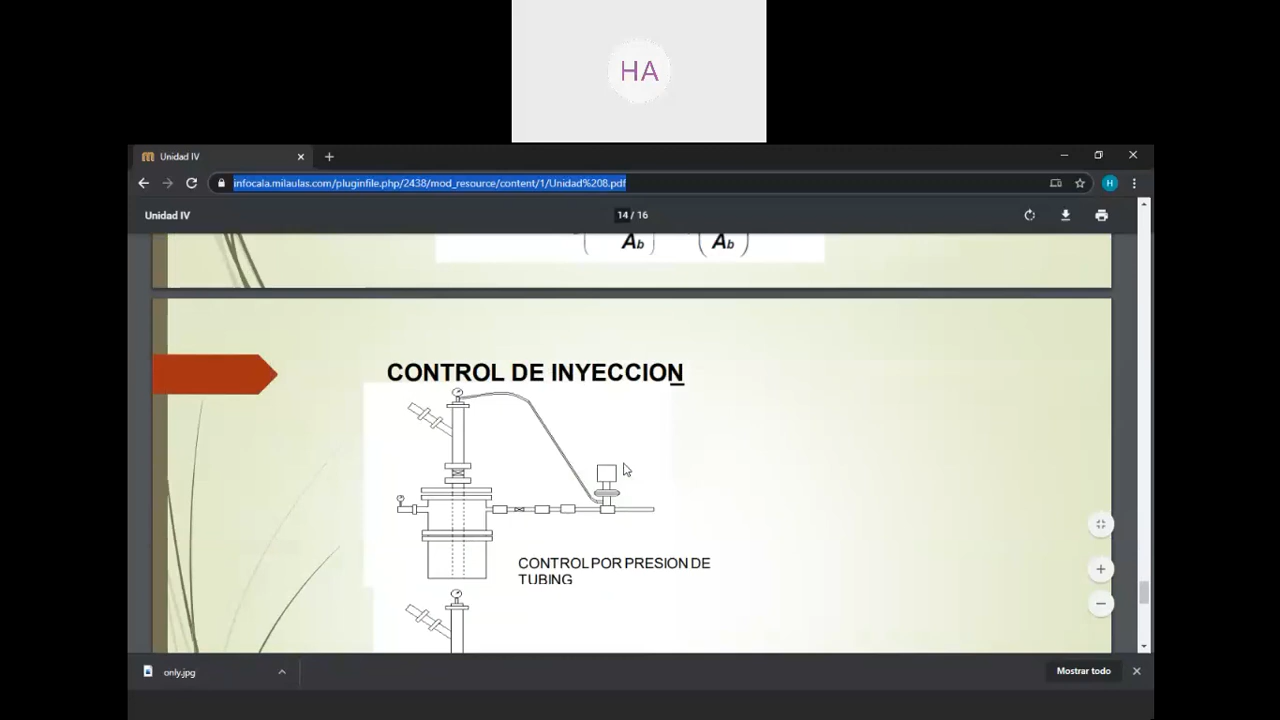 HA
Unidad IV
infocala.milaulas.com/pluginfile.php/2438/mod_resource/content/1/Unidad%208.pdf
H
Unidad IV
14 / 16
Ab
Ab
CONTROL DE INYECCION
CONTROL POR PRESION DE
TUBING
only.jpg
Mostrar todo